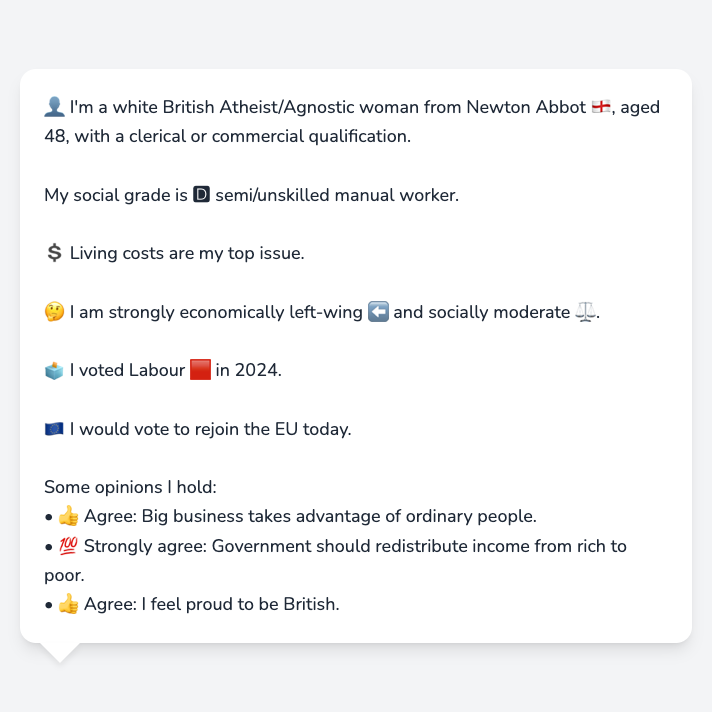 👤 I'm a white British Atheist/Agnostic woman from Newton Abbot 🏴󠁧󠁢󠁥󠁮󠁧󠁿, aged
48, with a clerical or commercial qualification.
My social grade is 🅳 semi/unskilled manual worker.
💲 Living costs are my top issue.
🤔 I am strongly economically left-wing ⬅️ and socially moderate ⚖️.
🗳️ I voted Labour 🟥 in 2024.
🇪🇺 I would vote to rejoin the EU today.
Some opinions I hold:
• 👍 Agree: Big business takes advantage of ordinary people.
• 💯 Strongly agree: Government should redistribute income from rich to
poor.
• 👍 Agree: I feel proud to be British.